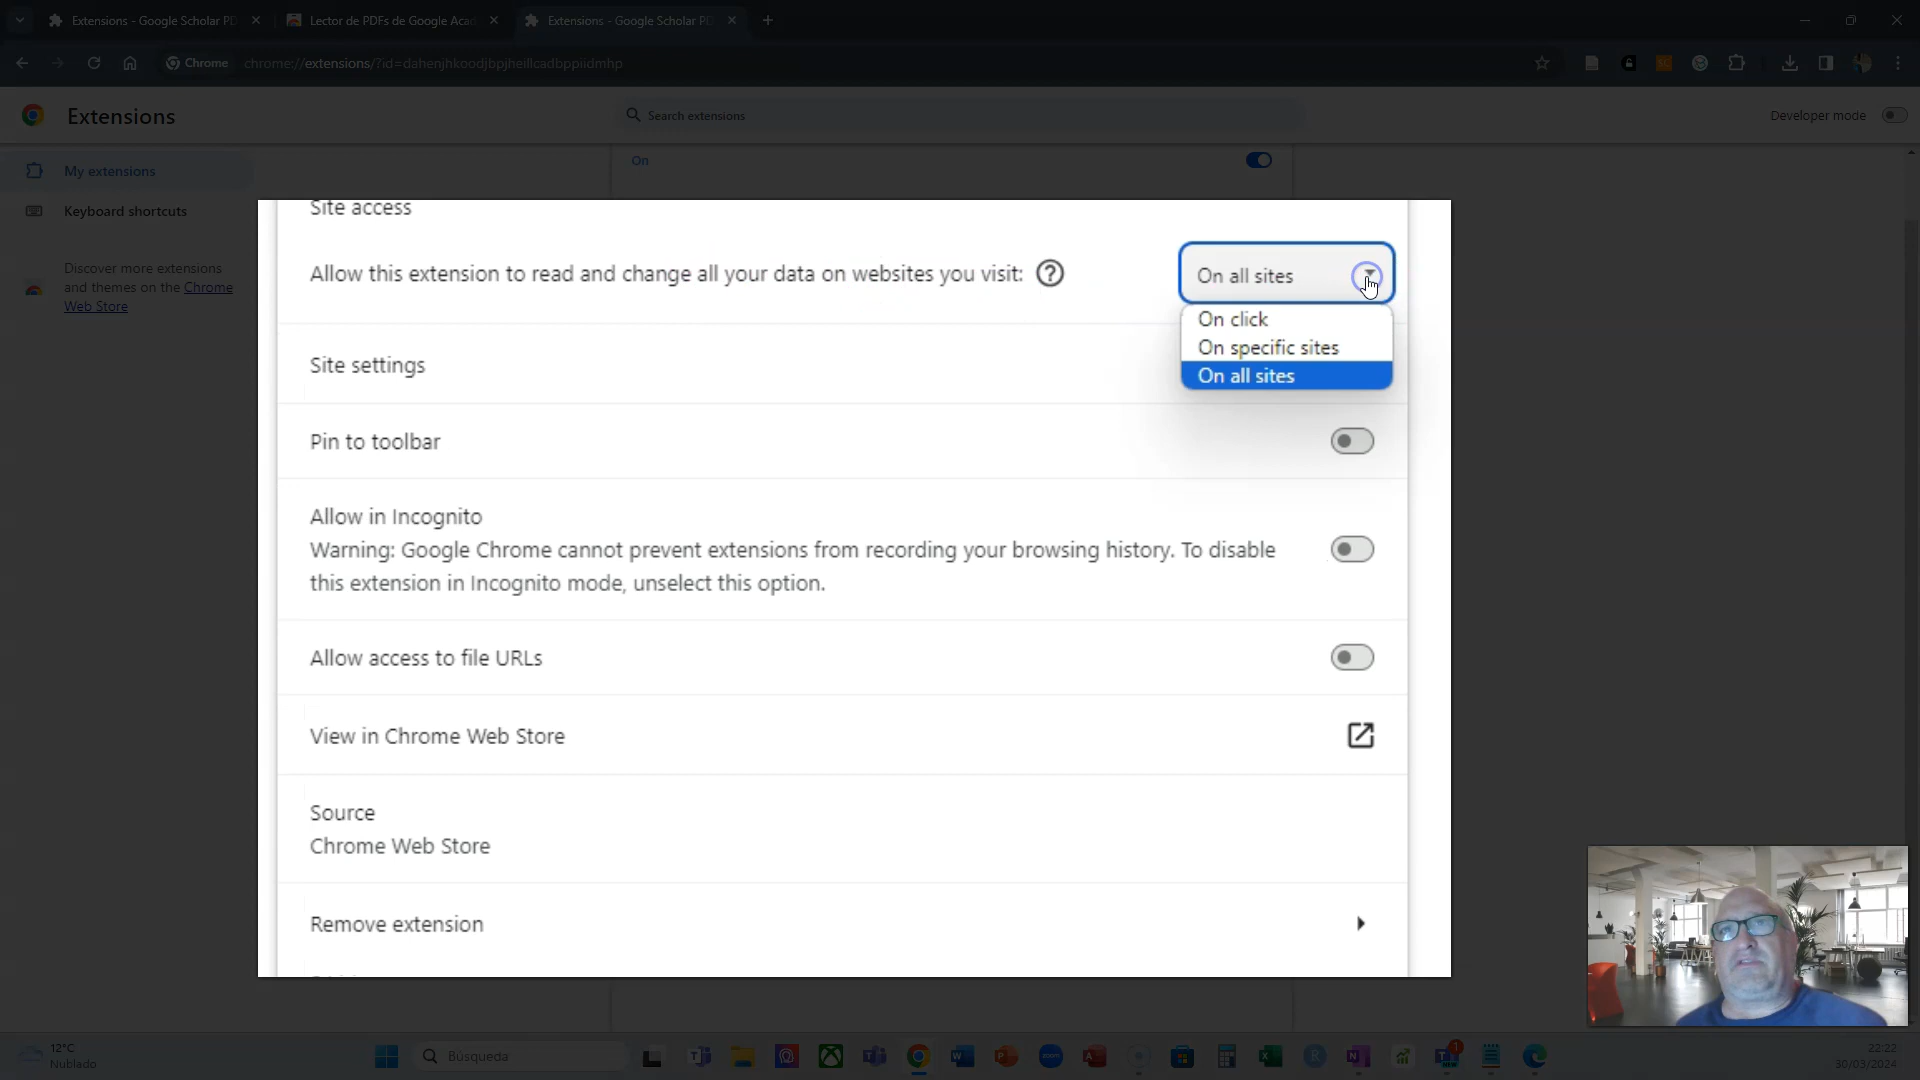 Extensions - Google Scholar PD
Lector de PDFs de Google Acad
Extensions - Google Scholar PD
Chrome
chrome://extensions/?id=dahenjhkoodjbpjheillcadbppiidmhp
Extensions
Search extensions
Developer mode
My extensions
On
Keyboard shortcuts
Discover more extensions
and themes on the Chrome
Web Store
Site access
Allow this extension to read and change all your data on websites you visit:
On all sites
On click
On specific sites
On all sites
Site settings
Pin to toolbar
Allow in Incognito
Warning: Google Chrome cannot prevent extensions from recording your browsing history. To disable
this extension in Incognito mode, unselect this option.
Allow access to file URLs
View in Chrome Web Store
Source
Chrome Web Store
Remove extension
12°C
Nublado
Búsqueda
zoom
1
22:22
30/03/2024